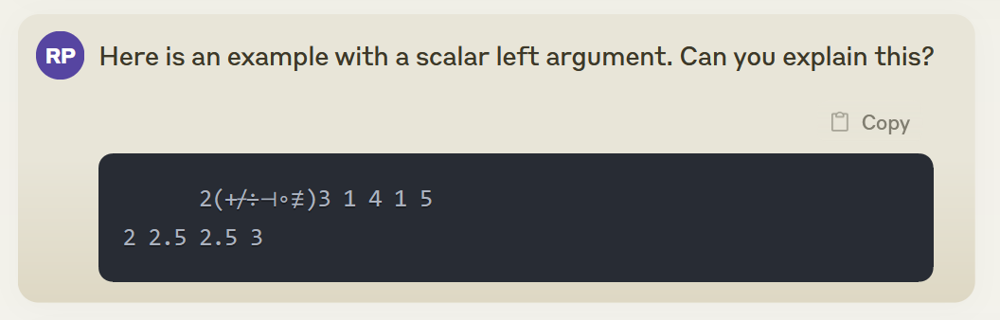 RP
Here is an example with a scalar left argument. Can you explain this?
Copy
2(+/÷⊣∘≢)3 1 4 1 5
2 2.5 2.5 3